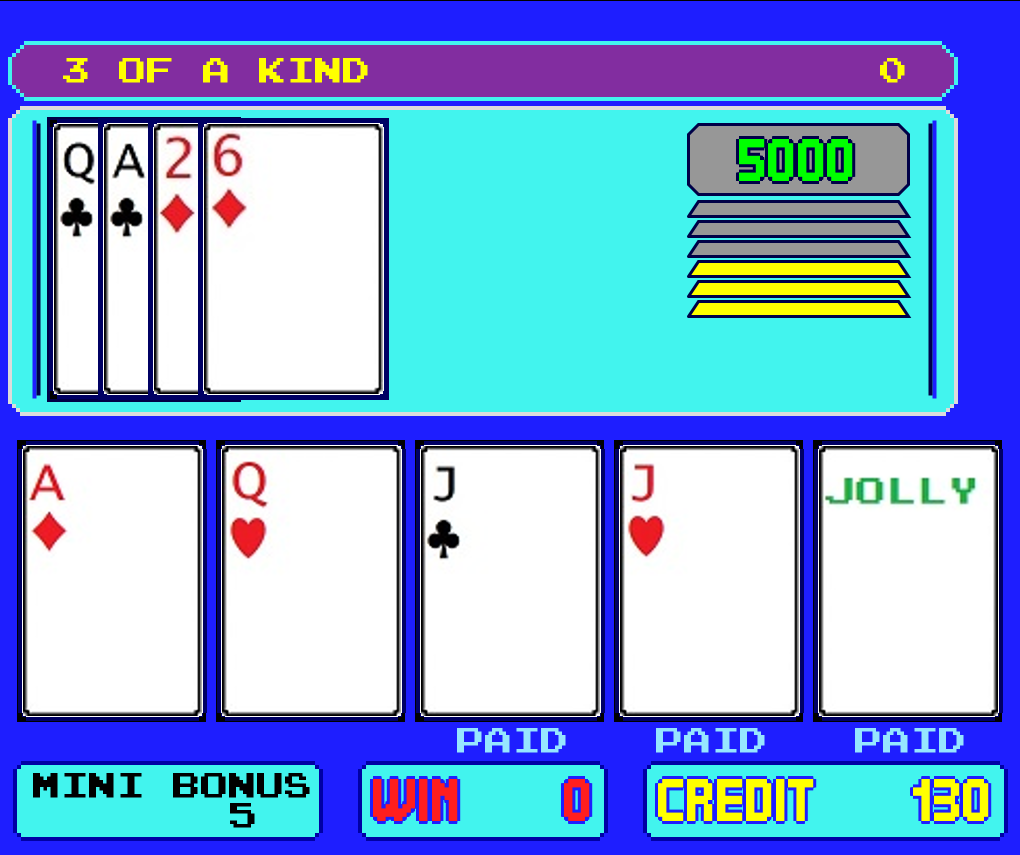 3 OF A KIND 0
Q A 2 6
5000
A Q J J JOLLY
PAID PAID PAID
MINI BONUS
5
WIN 0
CREDIT 130